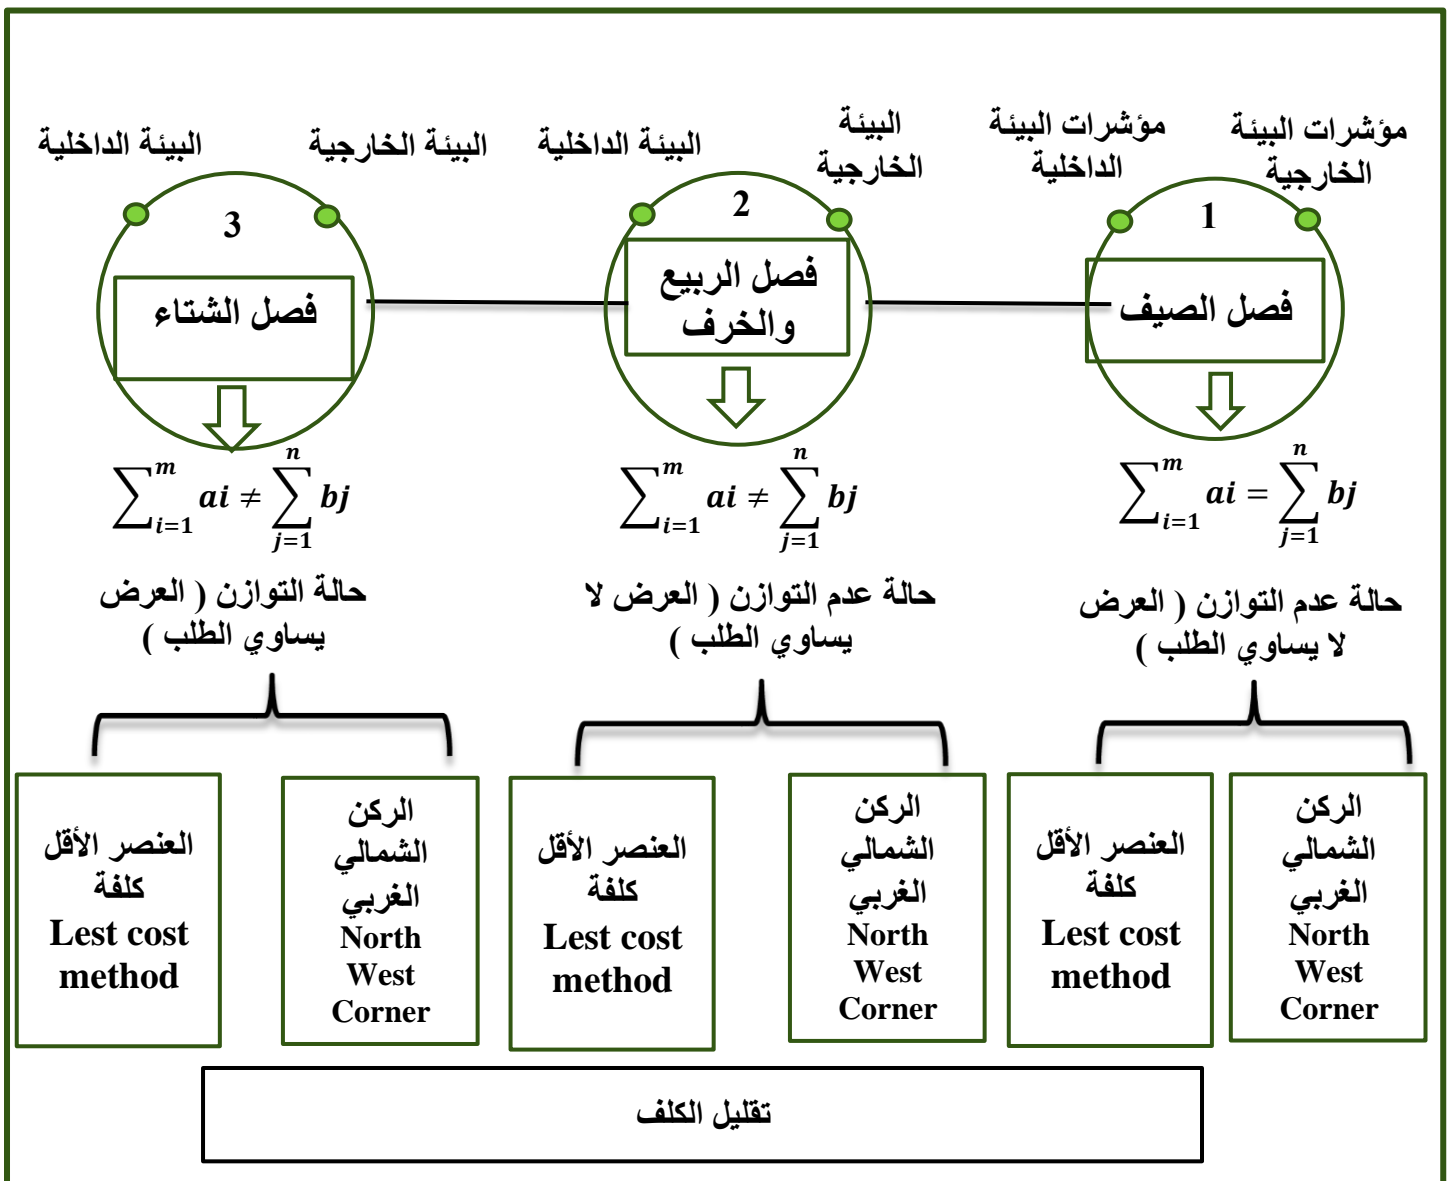 مؤشرات البيئة
الخارجية
مؤشرات البيئة
الداخلية
1
فصل الصيف
∑_{i=1}^{m} ai = ∑_{j=1}^{n} bj
حالة عدم التوازن ( العرض
لا يساوي الطلب )
الركن
الشمالي
الغربي
North
West
Corner
العنصر الأقل
كلفة
Lest cost
method
البيئة
الخارجية
البيئة الداخلية
2
فصل الربيع
والخرف
∑_{i=1}^{m} ai ≠ ∑_{j=1}^{n} bj
حالة عدم التوازن ( العرض لا
يساوي الطلب )
الركن
الشمالي
الغربي
North
West
Corner
العنصر الأقل
كلفة
Lest cost
method
البيئة الخارجية
البيئة الداخلية
3
فصل الشتاء
∑_{i=1}^{m} ai ≠ ∑_{j=1}^{n} bj
حالة التوازن ( العرض
يساوي الطلب )
الركن
الشمالي
الغربي
North
West
Corner
العنصر الأقل
كلفة
Lest cost
method
تقليل الكلف